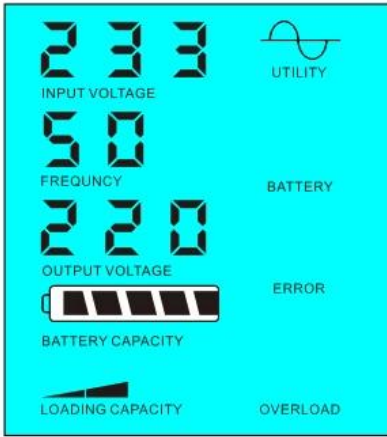 233
INPUT VOLTAGE
UTILITY
50
FREQUNCY
BATTERY
220
OUTPUT VOLTAGE
ERROR
BATTERY CAPACITY
LOADING CAPACITY
OVERLOAD